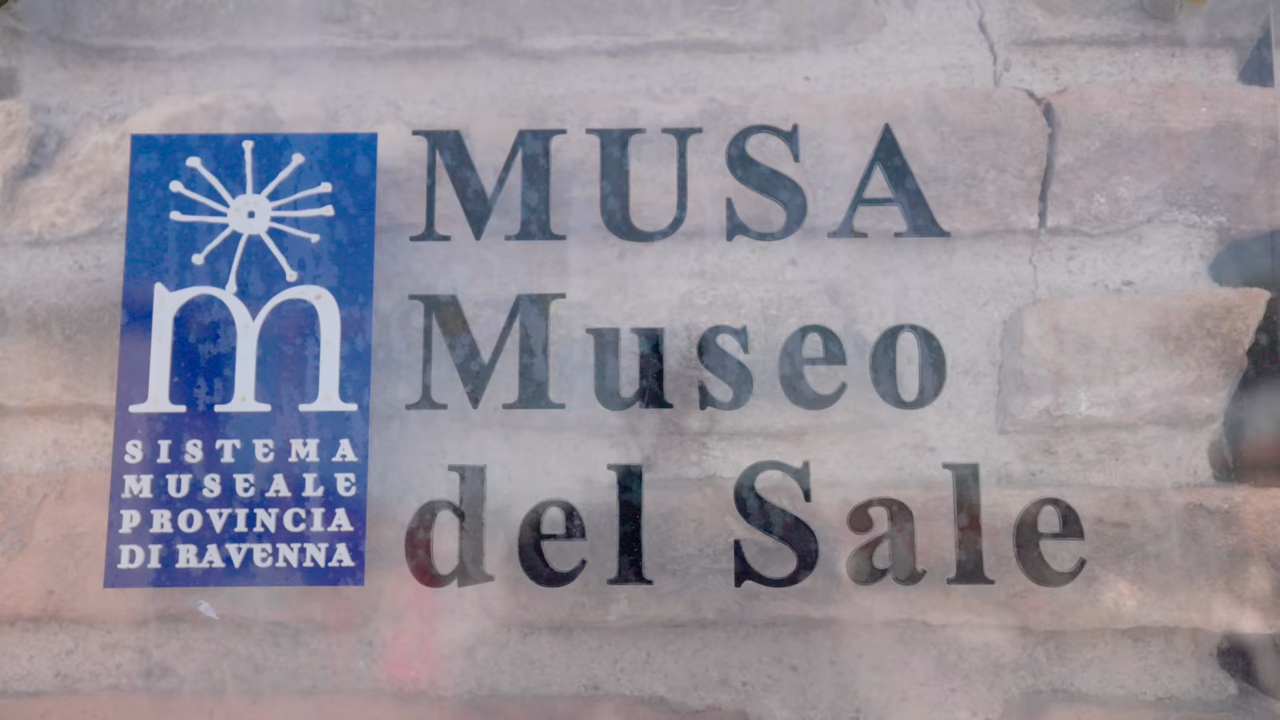 MUSA
Museo
del Sale
m
SISTEMA
MUSEALE
PROVINCIA
DI RAVENNA